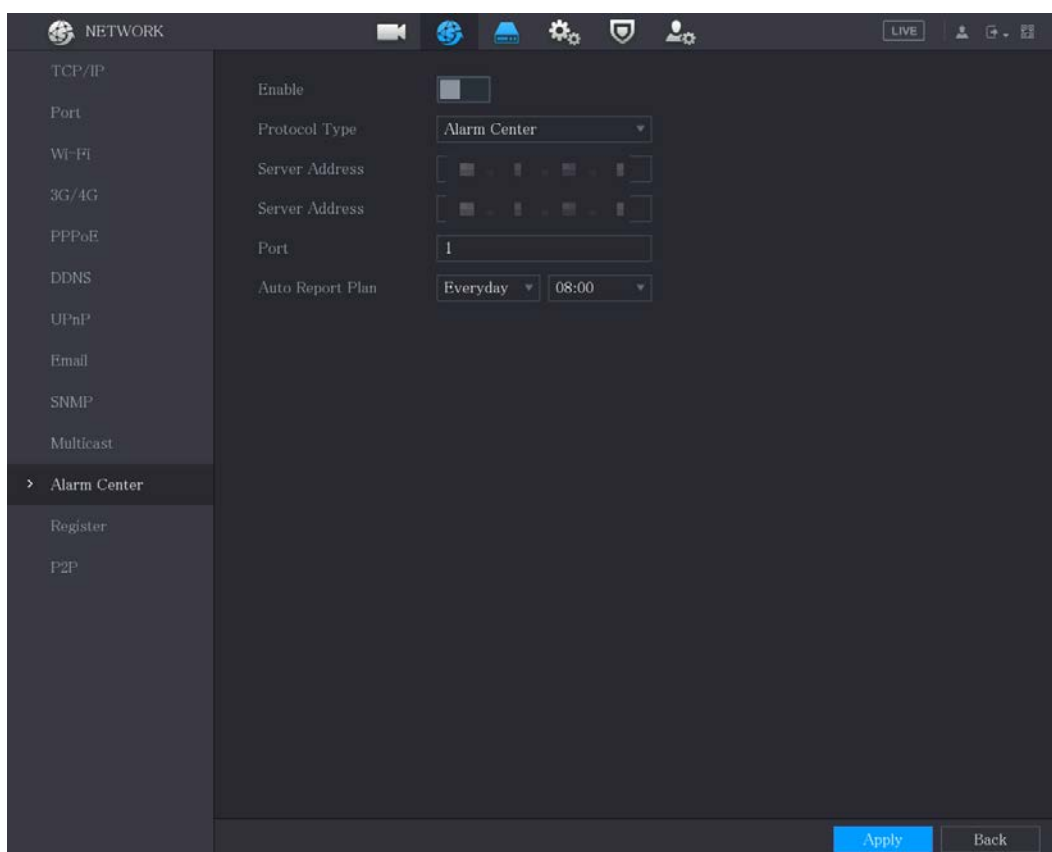 NETWORK
LIVE
TCP/IP
Port
Wi-Fi
3G/4G
PPPoE
DDNS
UPnP
Email
SNMP
Multicast
Alarm Center
Register
P2P
Enable
Protocol Type Alarm Center
Server Address
Server Address
Port 1
Auto Report Plan Everyday 08:00
Apply Back